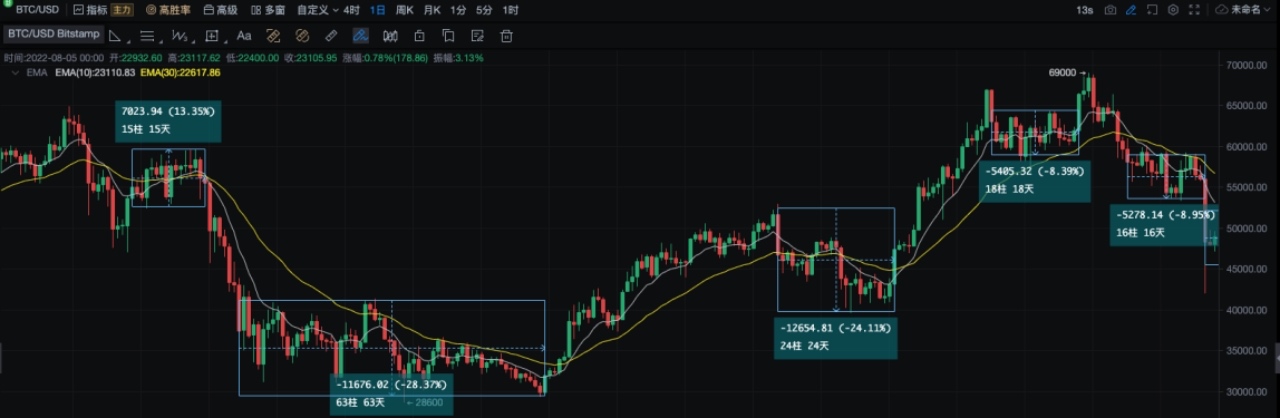 BTC/USD 指标 主力 高胜率 高级 多窗 自定义 4时 1日 周K 月K 1分 5分 1时 13s 未命名
BTC/USD Bitstamp Aa
时间:2022-08-05 00:00 开:22932.60 高:23117.62 低:22400.00 收:23105.95 涨幅:0.78%(178.86) 振幅:3.13%
EMA EMA(10):23110.83 EMA(30):22617.86
69000
70000.00
7023.94 (13.35%)
15柱 15天
60000.00
-5405.32 (-8.39%)
18柱 18天
55000.00
-5278.14 (-8.95%)
16柱 16天
50000.00
45000.00
40000.00
-12654.81 (-24.11%)
24柱 24天
35000.00
-11676.02 (-28.37%)
63柱 63天
28600
30000.00